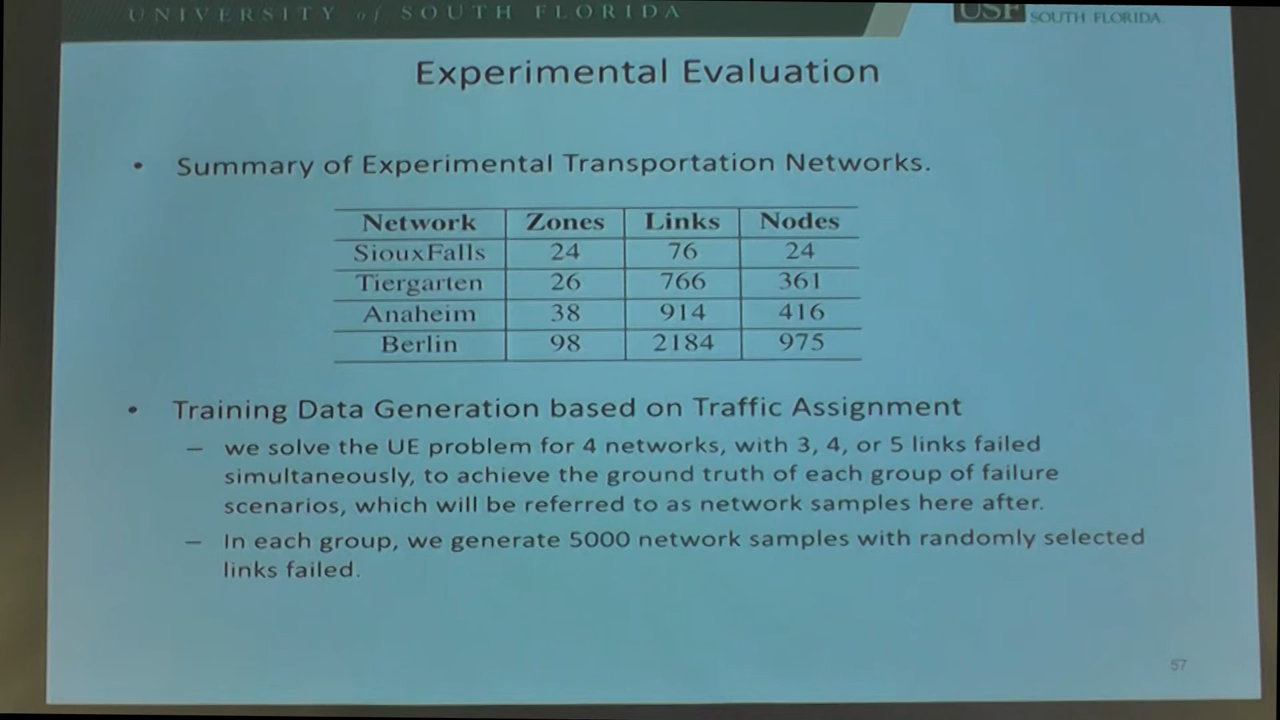 UNIVERSITY of SOUTH FLORIDA
USF SOUTH FLORIDA.
Experimental Evaluation
• Summary of Experimental Transportation Networks.
Network Zones Links Nodes
SiouxFalls 24 76 24
Tiergarten 26 766 361
Anaheim 38 914 416
Berlin 98 2184 975
• Training Data Generation based on Traffic Assignment
– we solve the UE problem for 4 networks, with 3, 4, or 5 links failed
simultaneously, to achieve the ground truth of each group of failure
scenarios, which will be referred to as network samples here after.
– In each group, we generate 5000 network samples with randomly selected
links failed.
57